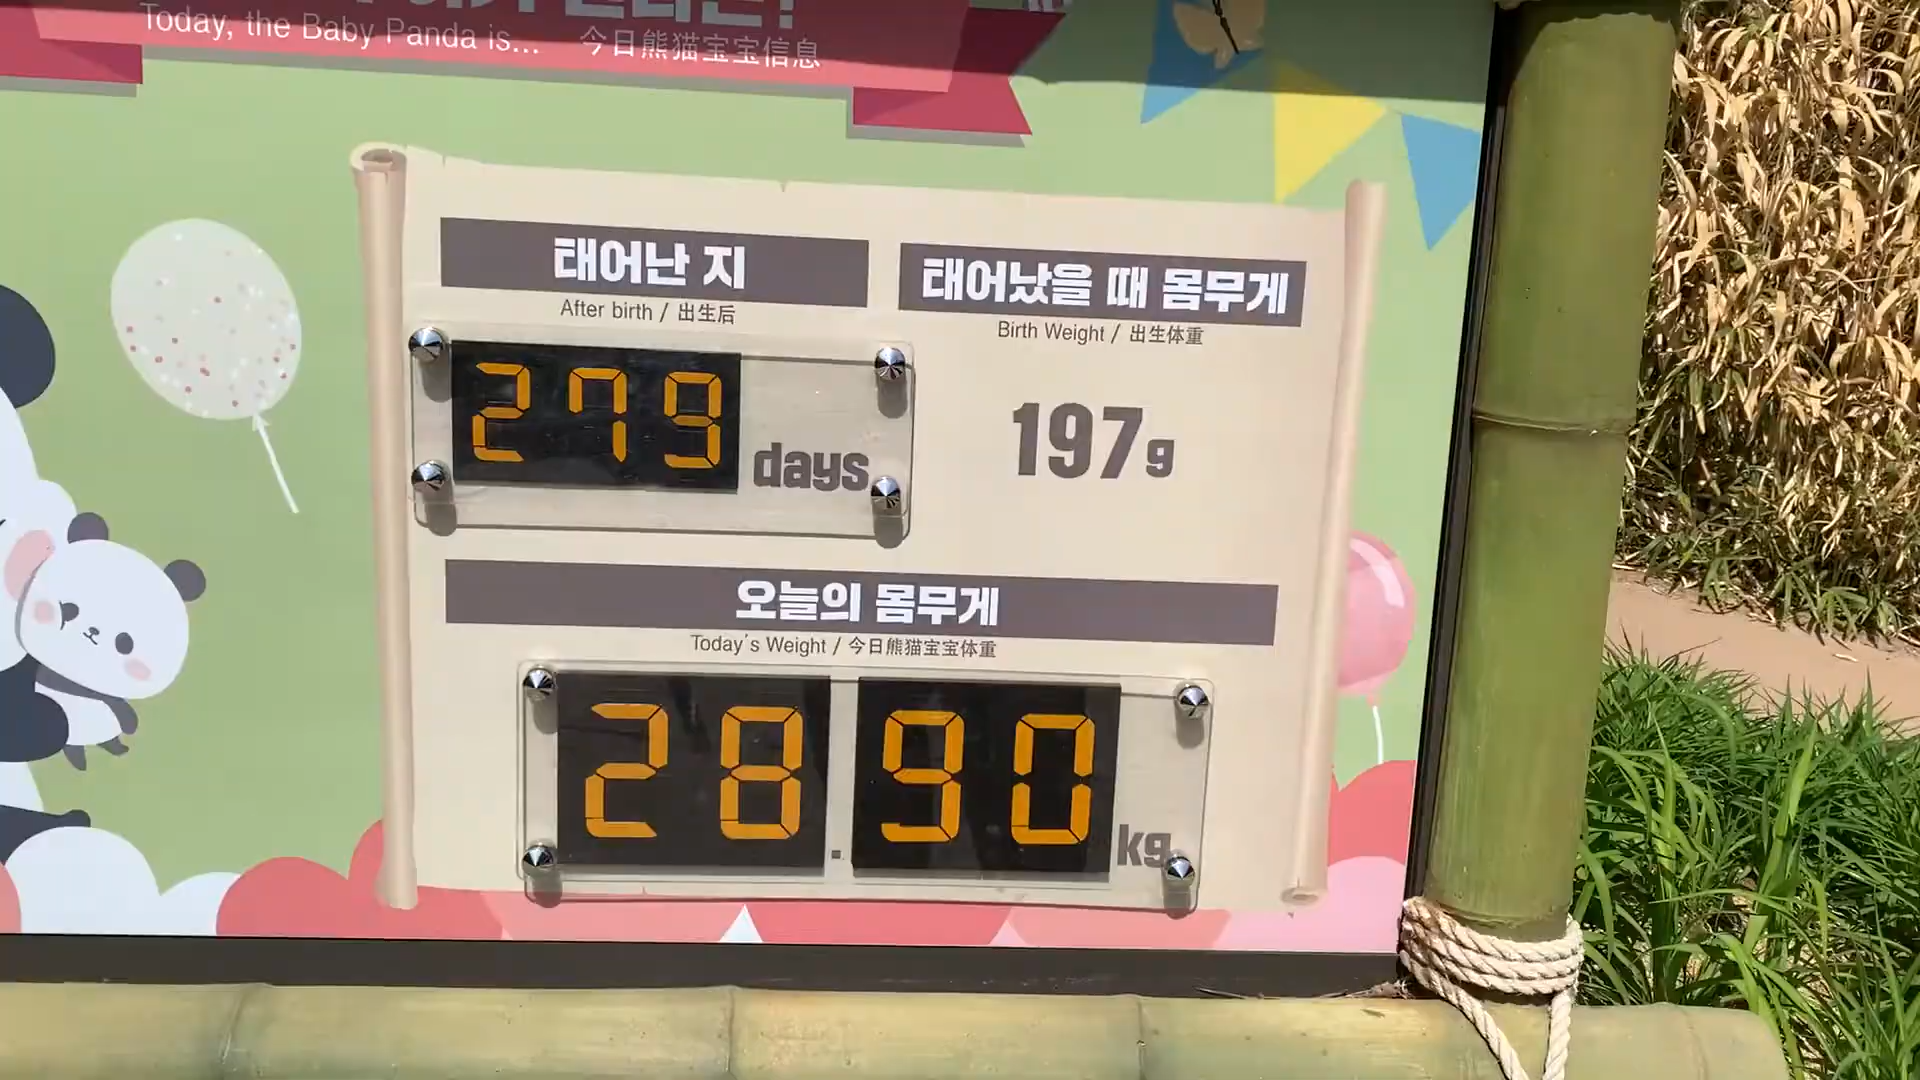 Today, the Baby Panda is... 今日熊猫宝宝信息
태어난 지
After birth / 出生后
279 days
태어났을 때 몸무게
Birth Weight / 出生体重
197g
오늘의 몸무게
Today's Weight / 今日熊猫宝宝体重
28.90 kg